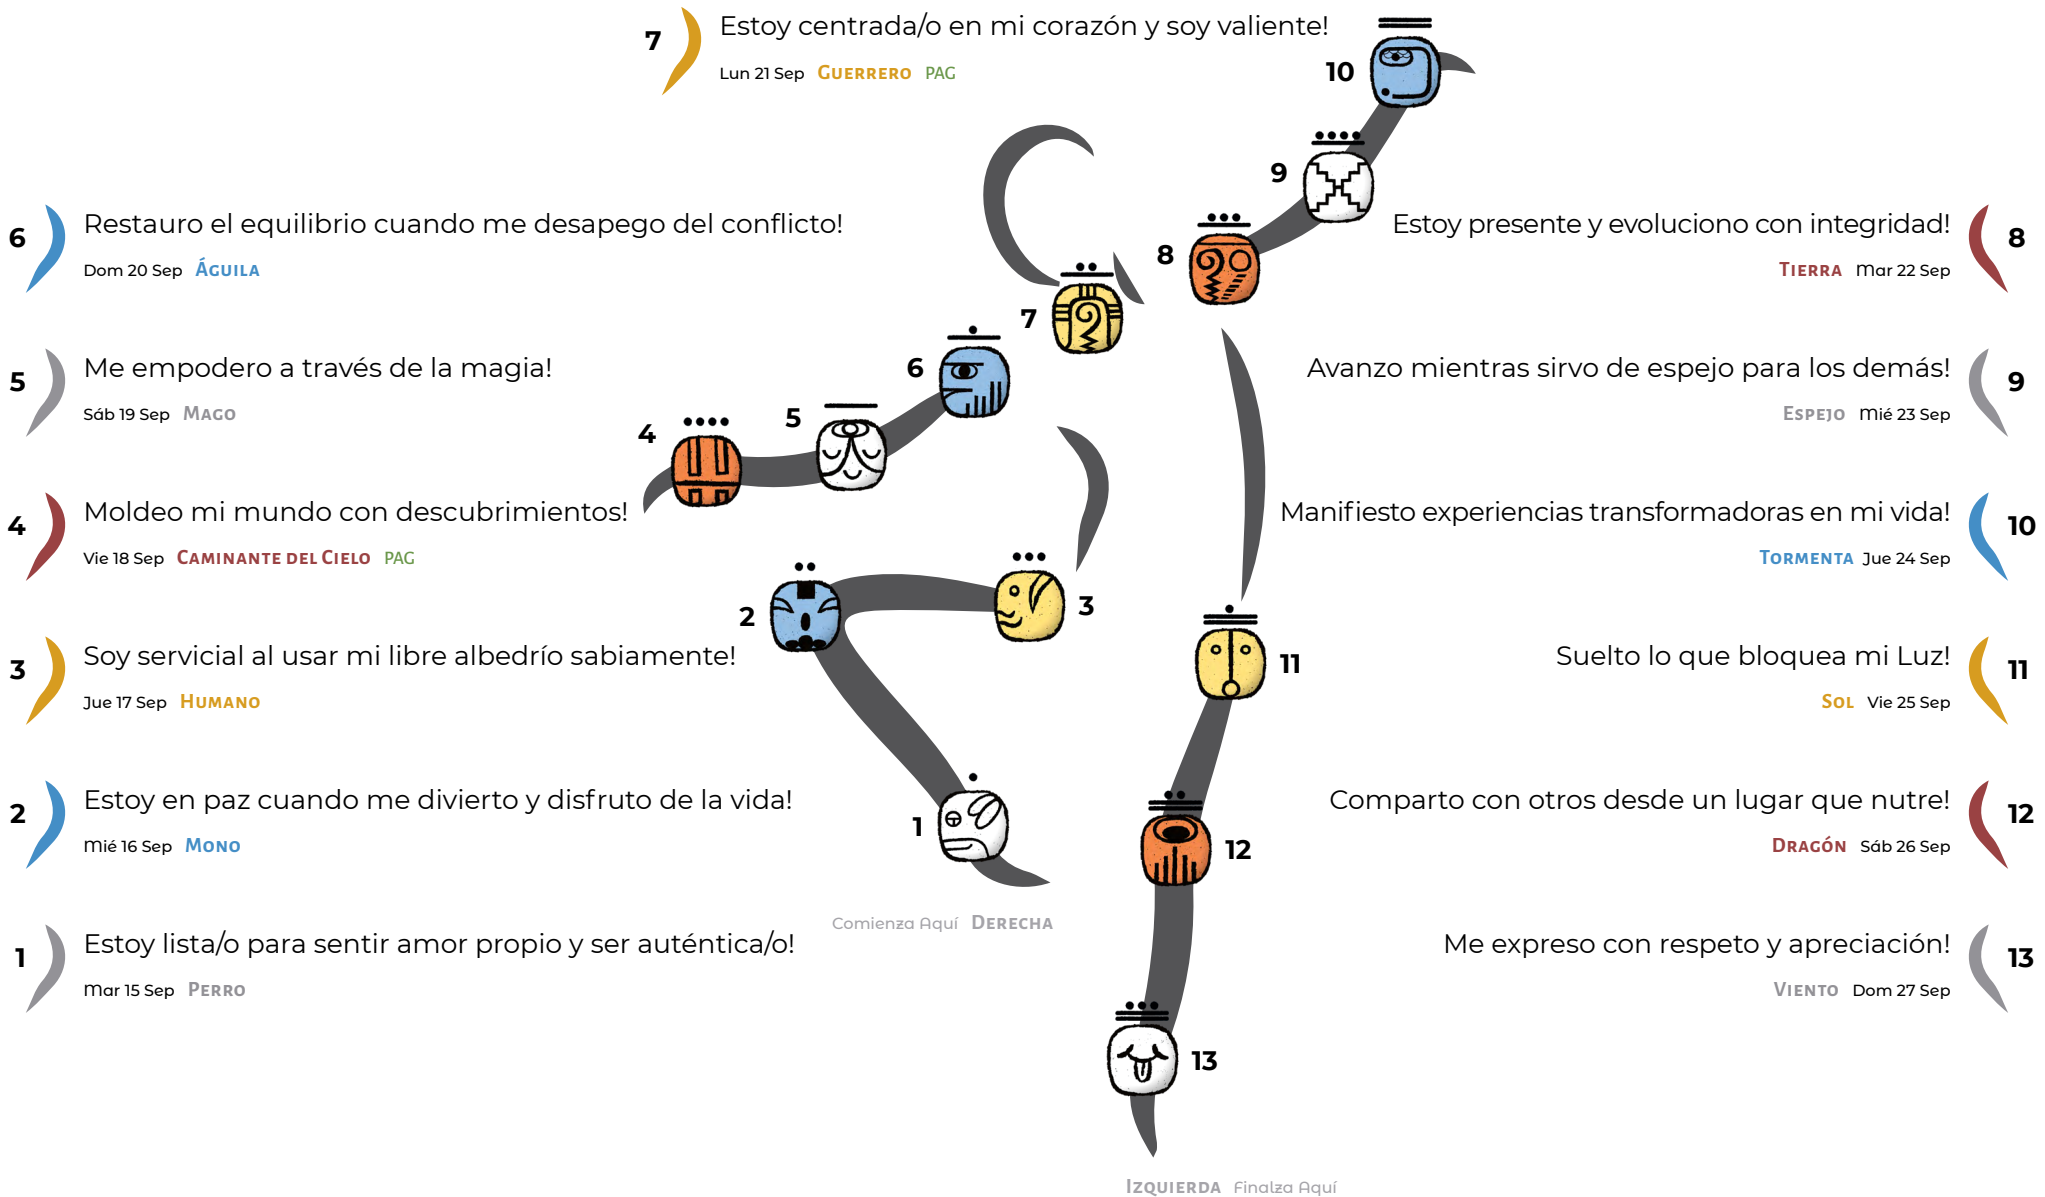 7
Estoy centrada/o en mi corazón y soy valiente!
Lun 21 Sep GUERRERO PAG
6
Restauro el equilibrio cuando me desapego del conflicto!
Dom 20 Sep ÁGUILA
5
Me empodero a través de la magia!
Sáb 19 Sep MAGO
4
Moldeo mi mundo con descubrimientos!
Vie 18 Sep CAMINANTE DEL CIELO PAG
3
Soy servicial al usar mi libre albedrío sabiamente!
Jue 17 Sep HUMANO
2
Estoy en paz cuando me divierto y disfruto de la vida!
Mié 16 Sep MONO
1
Estoy lista/o para sentir amor propio y ser auténtica/o!
Mar 15 Sep PERRO
10
9
8
7
6
5
4
3
2
1
11
12
13
Comienza Aquí DERECHA
IZQUIERDA Finalza Aquí
Estoy presente y evoluciono con integridad!
8
TIERRA Mar 22 Sep
Avanzo mientras sirvo de espejo para los demás!
9
ESPEJO Mié 23 Sep
Manifiesto experiencias transformadoras en mi vida!
10
TORMENTA Jue 24 Sep
Suelto lo que bloquea mi Luz!
11
SOL Vie 25 Sep
Comparto con otros desde un lugar que nutre!
12
DRAGÓN Sáb 26 Sep
Me expreso con respeto y apreciación!
13
VIENTO Dom 27 Sep